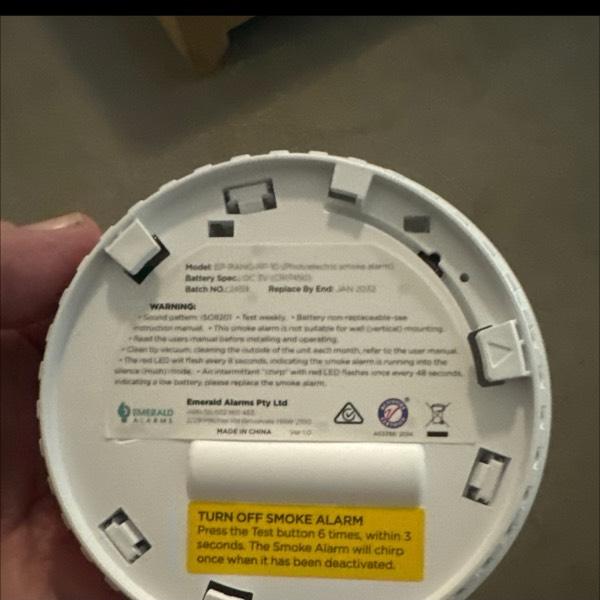 Model: (Photoelectric smoke alarm)
Battery Spec.: DC 3V
Batch NO.: Replace By End: JAN 2032
WARNING:
• Sound pattern: ISO8201 • Test weekly. • Battery non-replaceable-see
instruction manual. • This smoke alarm is not suitable for wall (vertical) mounting.
• Read the users manual before installing and operating.
• Clean by vacuum, cleaning the outside of the unit each month, refer to the user manual.
• The red LED will flash every 8 seconds, indicating the smoke alarm is running into the
silence (Hush) mode. • An intermittent "chirp" with red LED flashes once every 48 seconds,
indicating a low battery, please replace the smoke alarm.
EMERALD
ALARMS
Emerald Alarms Pty Ltd
MADE IN CHINA Ver 1.0
TURN OFF SMOKE ALARM
Press the Test button 6 times, within 3
seconds. The Smoke Alarm will chirp
once when it has been deactivated.